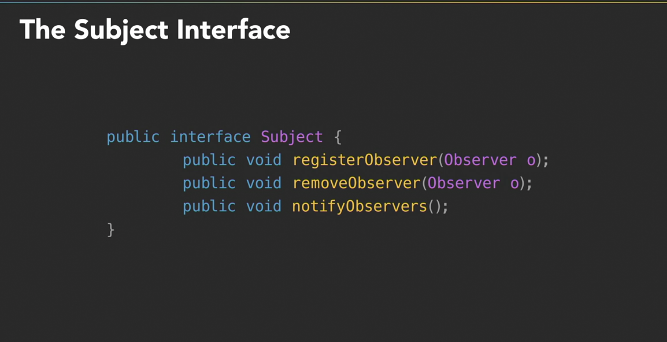 The Subject Interface
public interface Subject {
public void registerObserver(Observer o);
public void removeObserver(Observer o);
public void notifyObservers();
}